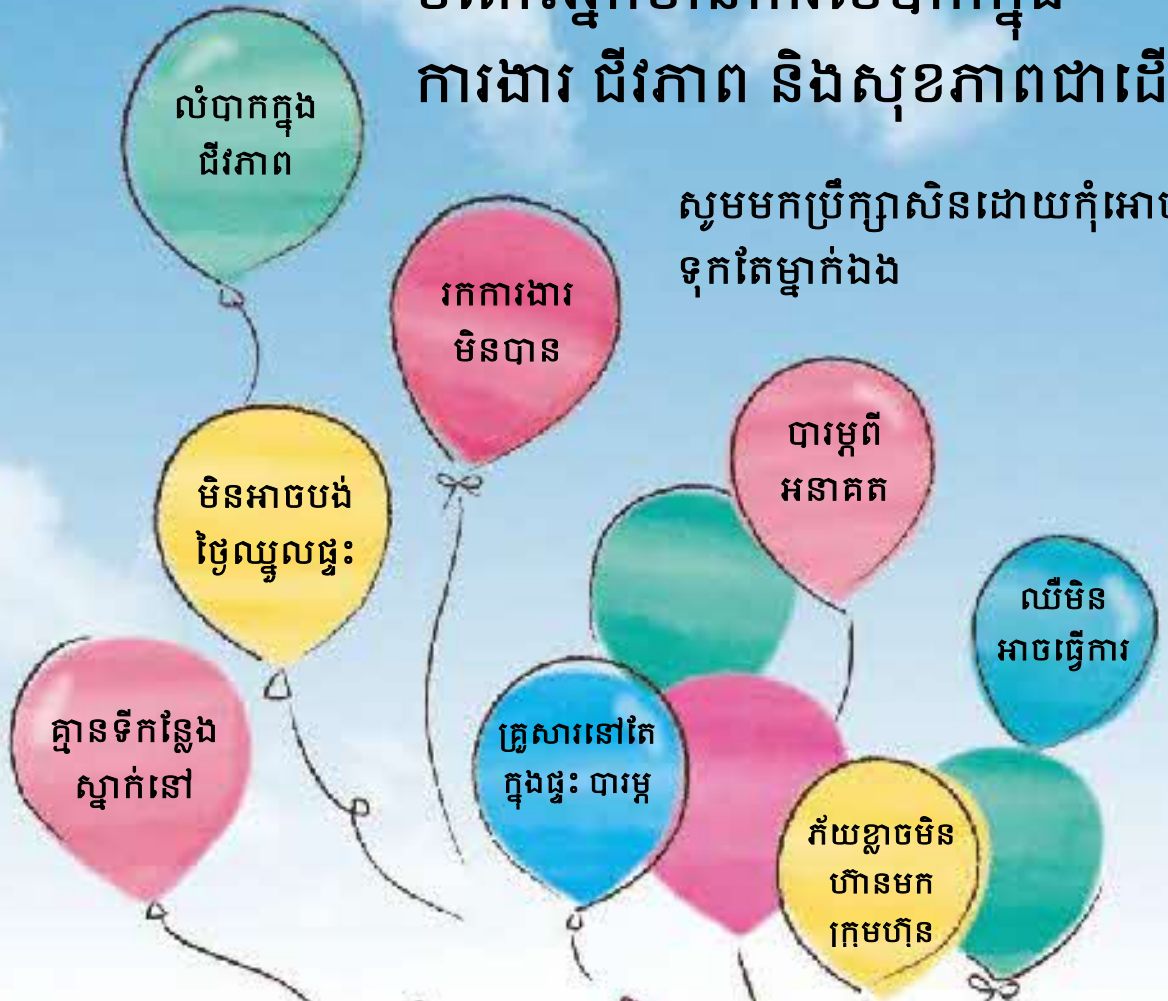 ការងារ ជីវភាព និងសុខភាពជាដើ
លំបាកក្នុង
ជីវភាព
សូមមកប្រឹក្សាសិនដោយកុំអោប
ទុកតែម្នាក់ឯង
រកការងារ
មិនបាន
បារម្ភពី
អនាគត
មិនអាចបង់
ថ្ងៃឈ្នួលផ្ទះ
ឈឺមិន
អាចធ្វើការ
គ្មានទីកន្លែង
ស្នាក់នៅ
គ្រួសារនៅតែ
ក្នុងផ្ទះ បារម្ភ
ភ័យខ្លាចមិន
ហ៊ានមក
ក្រុមហ៊ុន